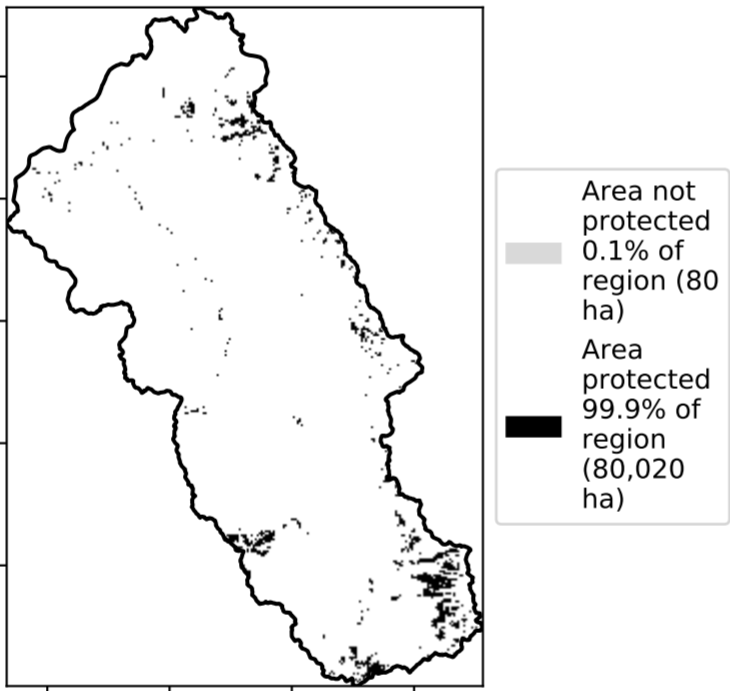 Area not
protected
0.1% of
region (80
ha)
Area
protected
99.9% of
region
(80,020
ha)